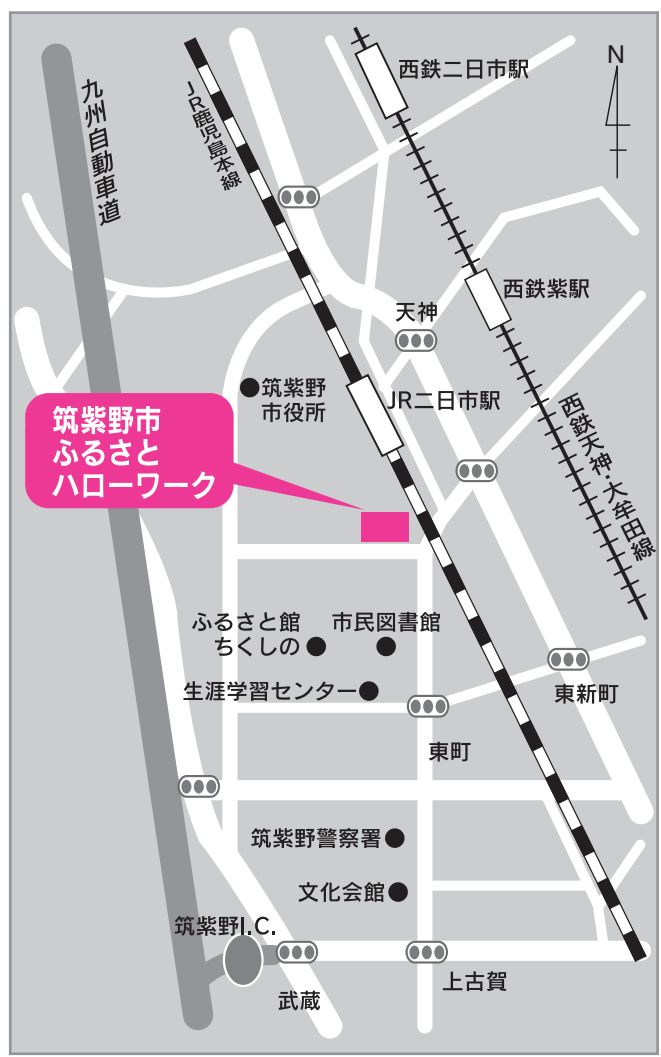 N
西鉄二日市駅
九州自動車道
JR鹿児島本線
西鉄紫駅
天神
筑紫野
市役所
JR二日市駅
筑紫野市
ふるさと
ハローワーク
西鉄天神・大牟田線
ふるさと館
ちくしの
市民図書館
生涯学習センター
東新町
東町
筑紫野警察署
文化会館
筑紫野I.C.
武蔵
上古賀